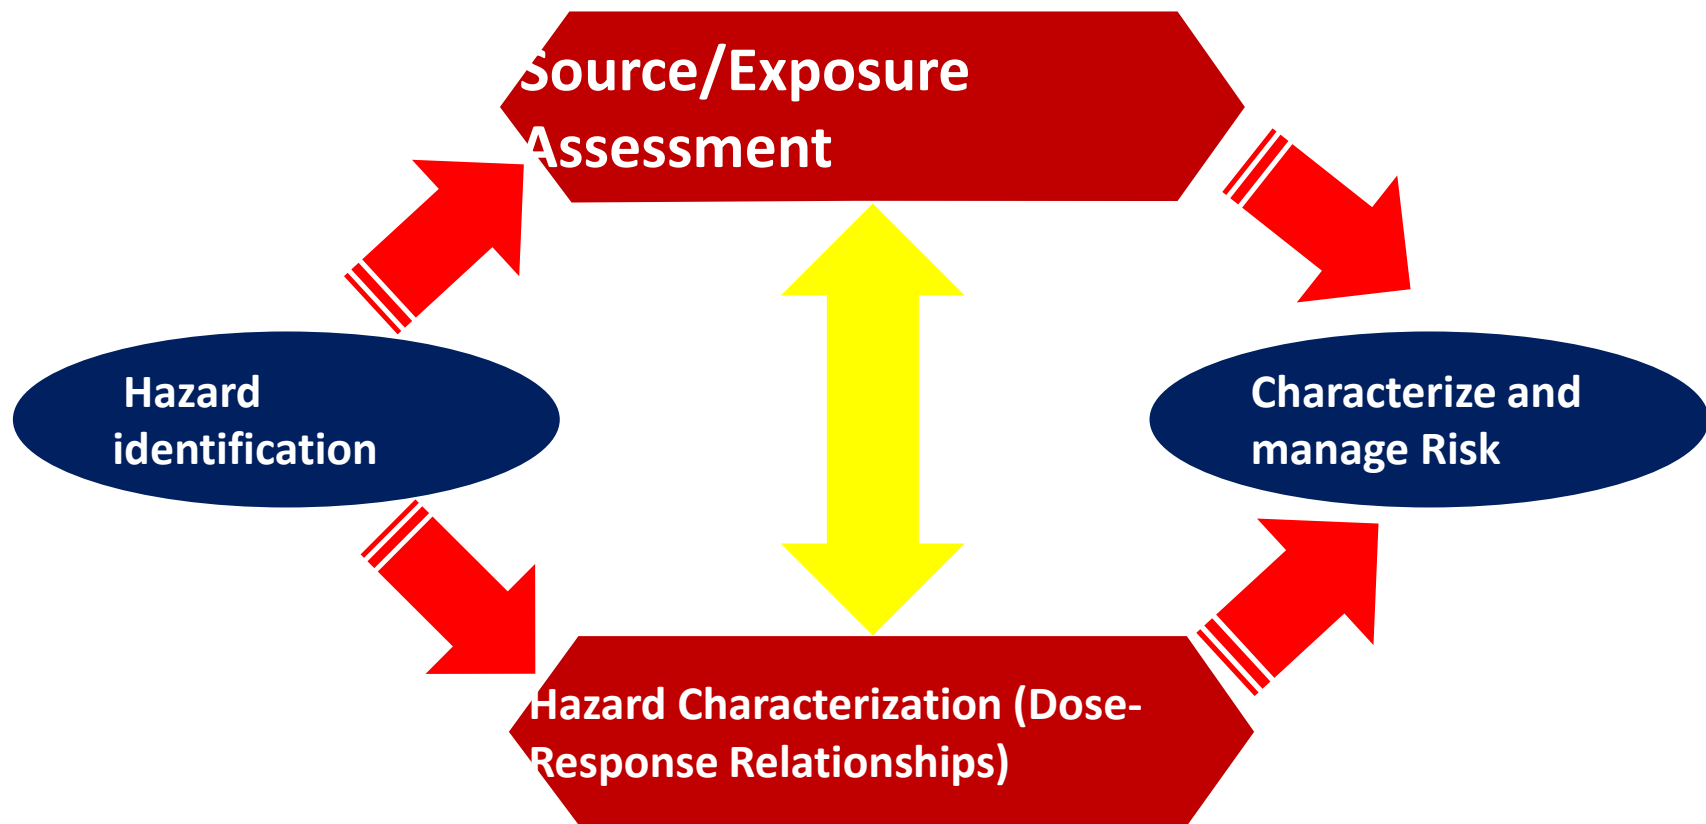 Source/Exposure
Assessment
Hazard
identification
Characterize and
manage Risk
Hazard Characterization (Dose-
Response Relationships)